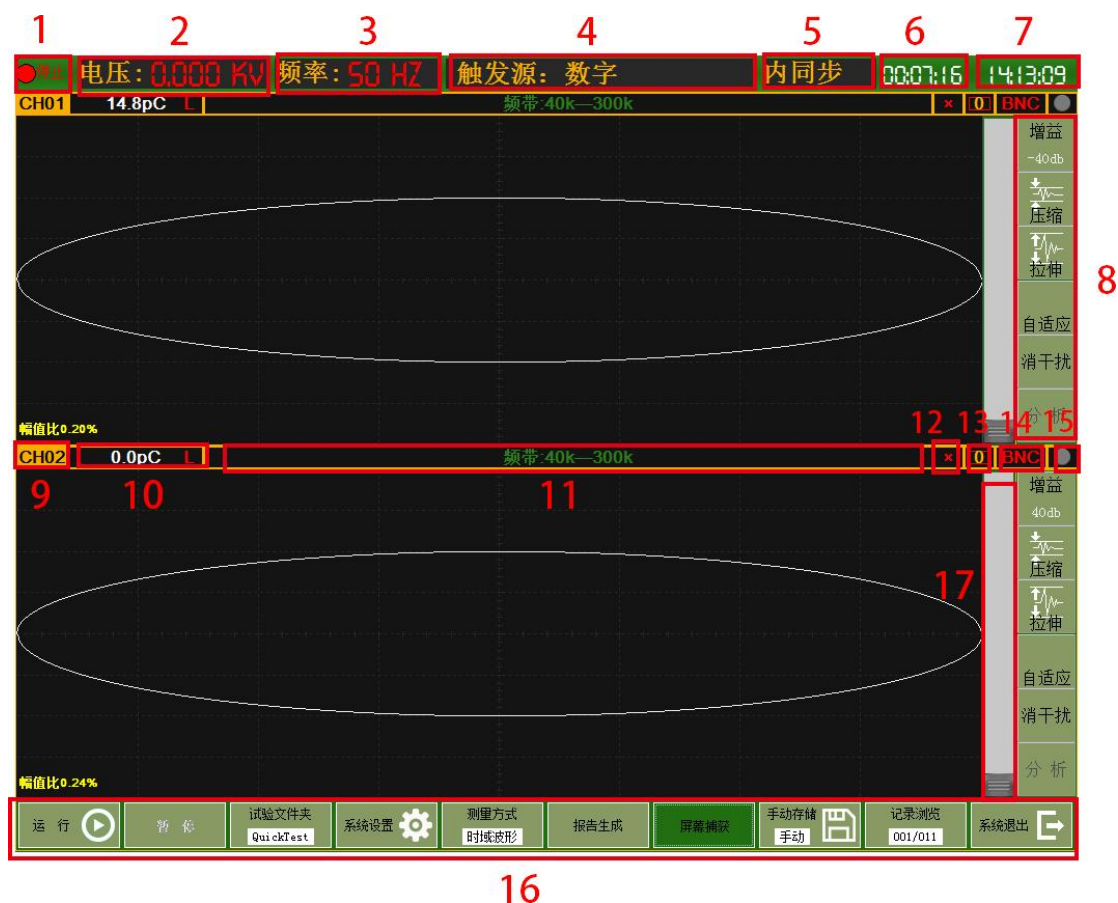 1 2 3 4 5 6 7
停止 电压:0.000 KV 频率:50 HZ 触发源: 数字 内同步 00:07:16 14:13:09
CH01 14.8pC L 频带:40k—300k × 0 BNC
增益
-40db
压缩
拉伸
8
自适应
消干扰
分 析
幅值比0.20%
12 13 14 15
CH02 0.0pC L 频带:40k—300k × 0 BNC
9 10 11
增益
40db
压缩
17
拉伸
自适应
消干扰
分 析
幅值比0.24%
运 行 暂 停 试验文件夹 QuickTest 系统设置 测量方式 时域波形 报告生成 屏幕捕获 手动存储 手动 记录浏览 001/011 系统退出
16